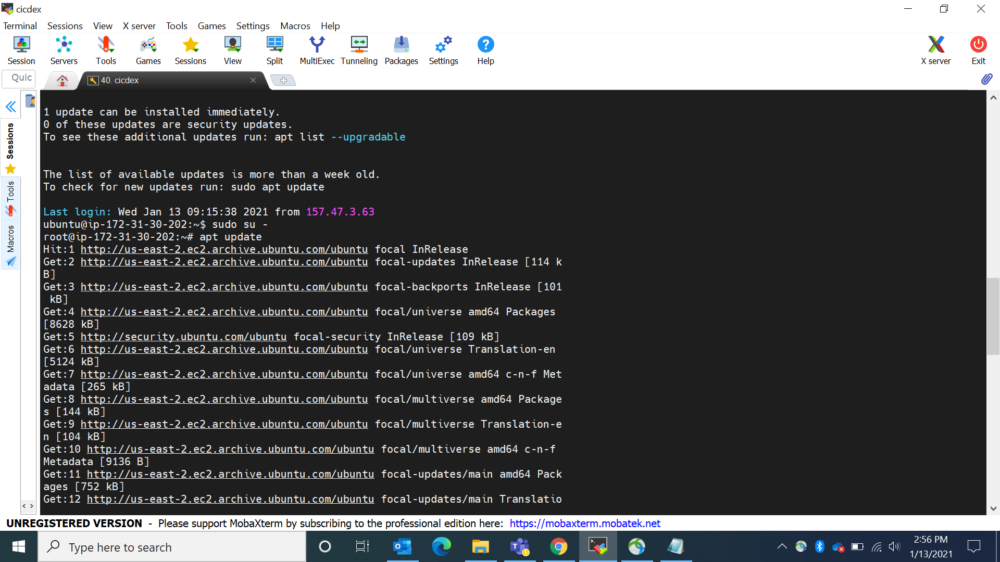 cicdex
Terminal Sessions View X server Tools Games Settings Macros Help
Session Servers Tools Games Sessions View Split MultiExec Tunneling Packages Settings Help X server Exit
Quic
40. cicdex
Sessions
Tools
Macros
1 update can be installed immediately.
0 of these updates are security updates.
To see these additional updates run: apt list --upgradable
The list of available updates is more than a week old.
To check for new updates run: sudo apt update
Last login: Wed Jan 13 09:15:38 2021 from 157.47.3.63
ubuntu@ip-172-31-30-202:~$ sudo su -
root@ip-172-31-30-202:~# apt update
Hit:1 http://us-east-2.ec2.archive.ubuntu.com/ubuntu focal InRelease
Get:2 http://us-east-2.ec2.archive.ubuntu.com/ubuntu focal-updates InRelease [114 k
B]
Get:3 http://us-east-2.ec2.archive.ubuntu.com/ubuntu focal-backports InRelease [101
kB]
Get:4 http://us-east-2.ec2.archive.ubuntu.com/ubuntu focal/universe amd64 Packages
[8628 kB]
Get:5 http://security.ubuntu.com/ubuntu focal-security InRelease [109 kB]
Get:6 http://us-east-2.ec2.archive.ubuntu.com/ubuntu focal/universe Translation-en
[5124 kB]
Get:7 http://us-east-2.ec2.archive.ubuntu.com/ubuntu focal/universe amd64 c-n-f Met
adata [265 kB]
Get:8 http://us-east-2.ec2.archive.ubuntu.com/ubuntu focal/multiverse amd64 Package
s [144 kB]
Get:9 http://us-east-2.ec2.archive.ubuntu.com/ubuntu focal/multiverse Translation-e
n [104 kB]
Get:10 http://us-east-2.ec2.archive.ubuntu.com/ubuntu focal/multiverse amd64 c-n-f
Metadata [9136 B]
Get:11 http://us-east-2.ec2.archive.ubuntu.com/ubuntu focal-updates/main amd64 Pack
ages [752 kB]
Get:12 http://us-east-2.ec2.archive.ubuntu.com/ubuntu focal-updates/main Translatio
UNREGISTERED VERSION - Please support MobaXterm by subscribing to the professional edition here: https://mobaxterm.mobatek.net
Type here to search
2:56 PM
1/13/2021